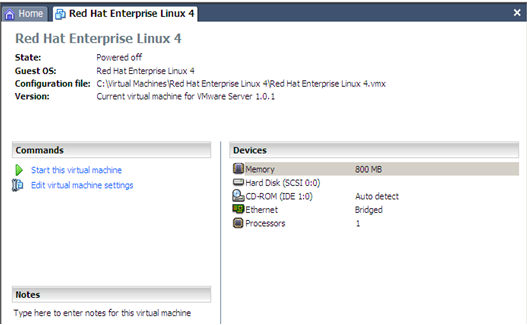 Home
Red Hat Enterprise Linux 4
Red Hat Enterprise Linux 4
State: Powered off
Guest OS: Red Hat Enterprise Linux 4
Configuration file: C:\Virtual Machines\Red Hat Enterprise Linux 4\Red Hat Enterprise Linux 4.vmx
Version: Current virtual machine for VMware Server 1.0.1
Commands
Start this virtual machine
Edit virtual machine settings
Devices
Memory 800 MB
Hard Disk (SCSI 0:0)
CD-ROM (IDE 1:0) Auto detect
Ethernet Bridged
Processors 1
Notes
Type here to enter notes for this virtual machine